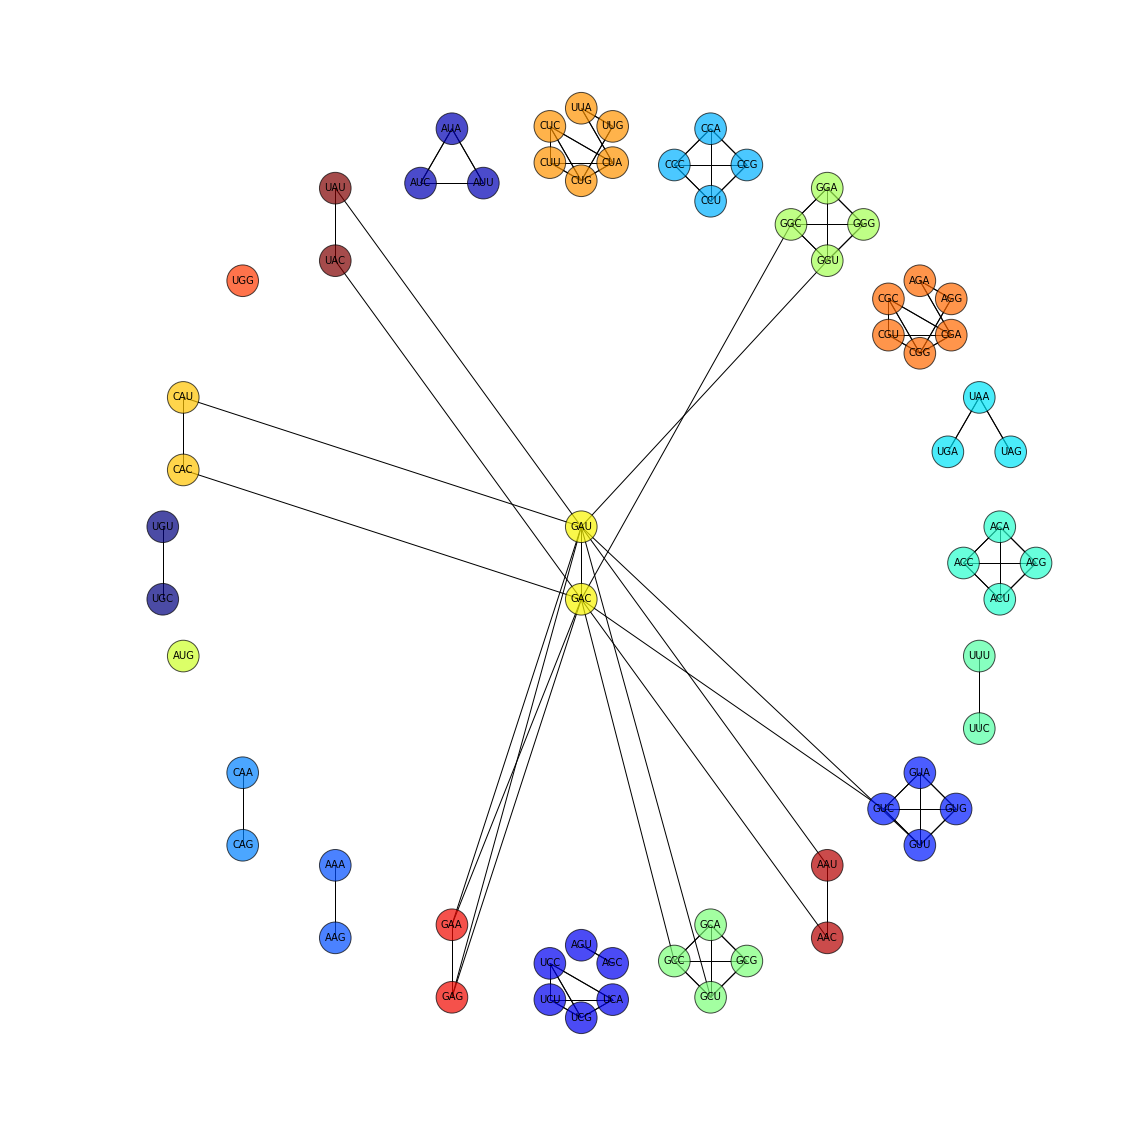 UUA
CUC UUG
AUA CCA
CUU CUA
CUG
CCC CCG
AUC AUU
UAU GGA
CCU
GGC GGG
UAC GGU
UGG AGA
CGC AGG
CGU CGA
CGG
CAU UAA
UGA UAG
CAC
UGU GAU ACA
ACC ACG
UGC GAC ACU
AUG UUU
UUC
CAA GUA
GUC GUG
CAG GUU
AAA AAU
GAA GCA
AAG AAC
AGU
UCC AGC GCC GCG
GAG UCU UCA GCU
UCG